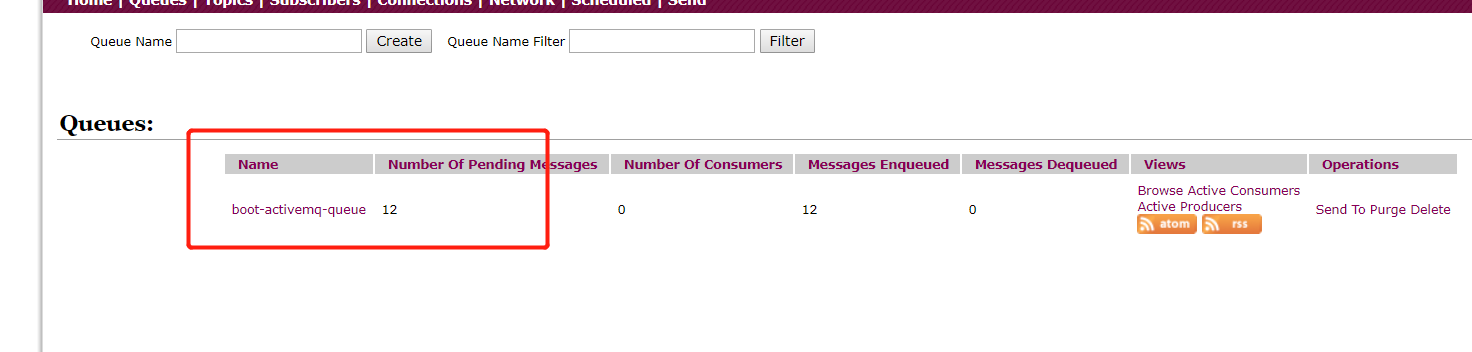 Home | Queues | Topics | Subscribers | Connections | Network | Scheduled | Send
Queue Name Create Queue Name Filter Filter
Queues:
Name Number Of Pending Messages Number Of Consumers Messages Enqueued Messages Dequeued Views Operations
boot-activemq-queue 12 0 12 0 Browse Active Consumers
Active Producers
atom rss
Send To Purge Delete